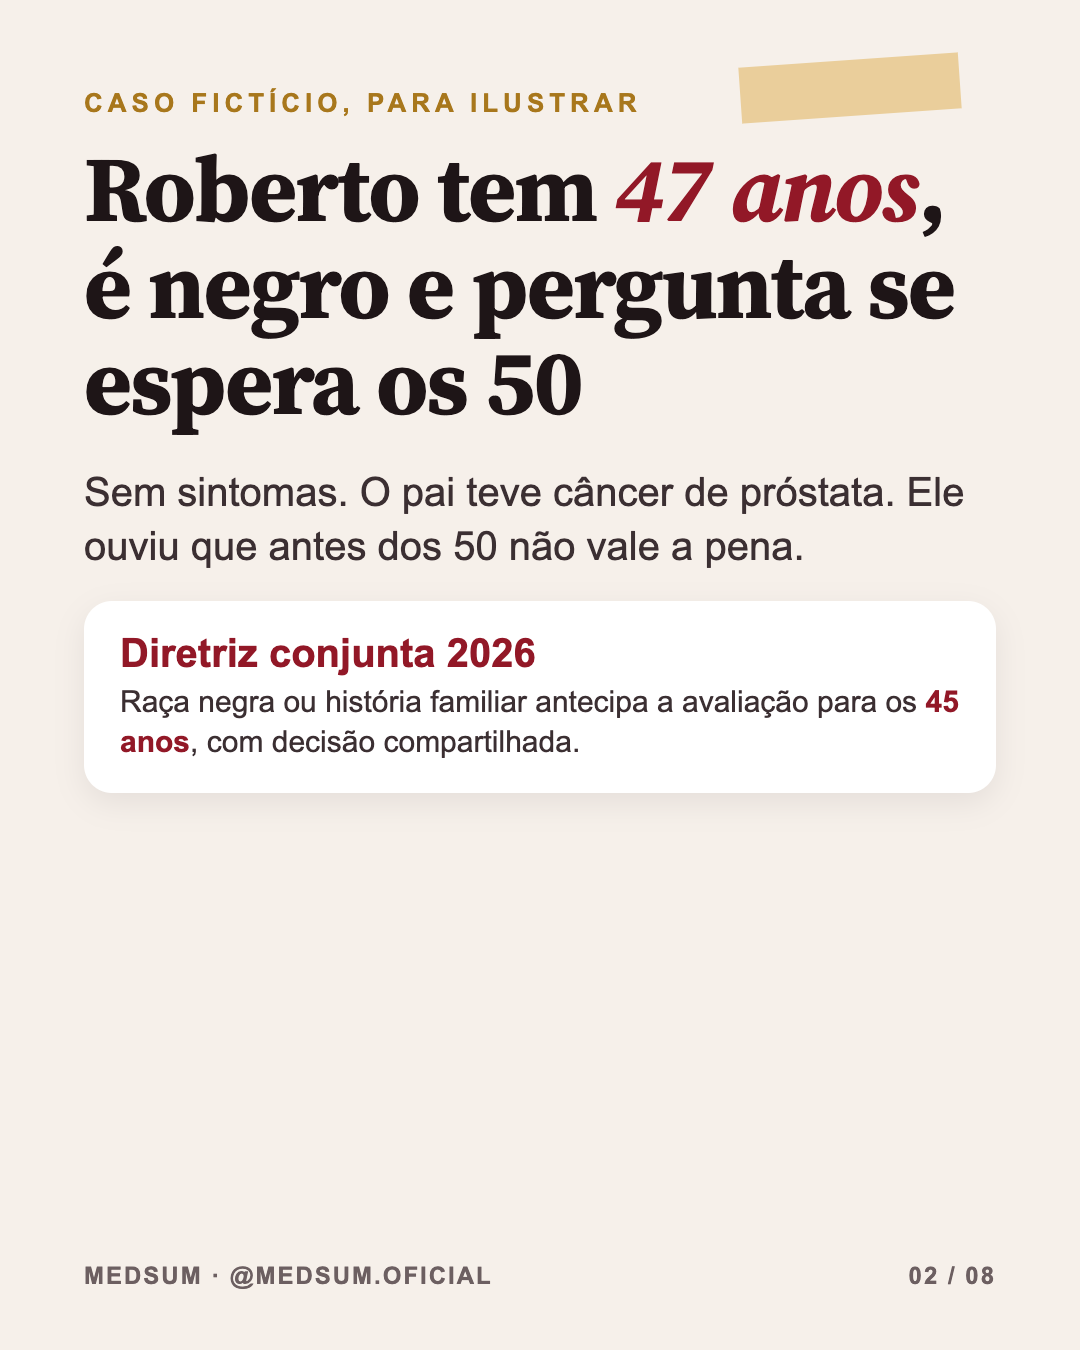 CASO FICTÍCIO, PARA ILUSTRAR
Roberto tem 47 anos,
é negro e pergunta se
espera os 50
Sem sintomas. O pai teve câncer de próstata. Ele
ouviu que antes dos 50 não vale a pena.
Diretriz conjunta 2026
Raça negra ou história familiar antecipa a avaliação para os 45
anos, com decisão compartilhada.
MEDSUM · @MEDSUM.OFICIAL
02 / 08